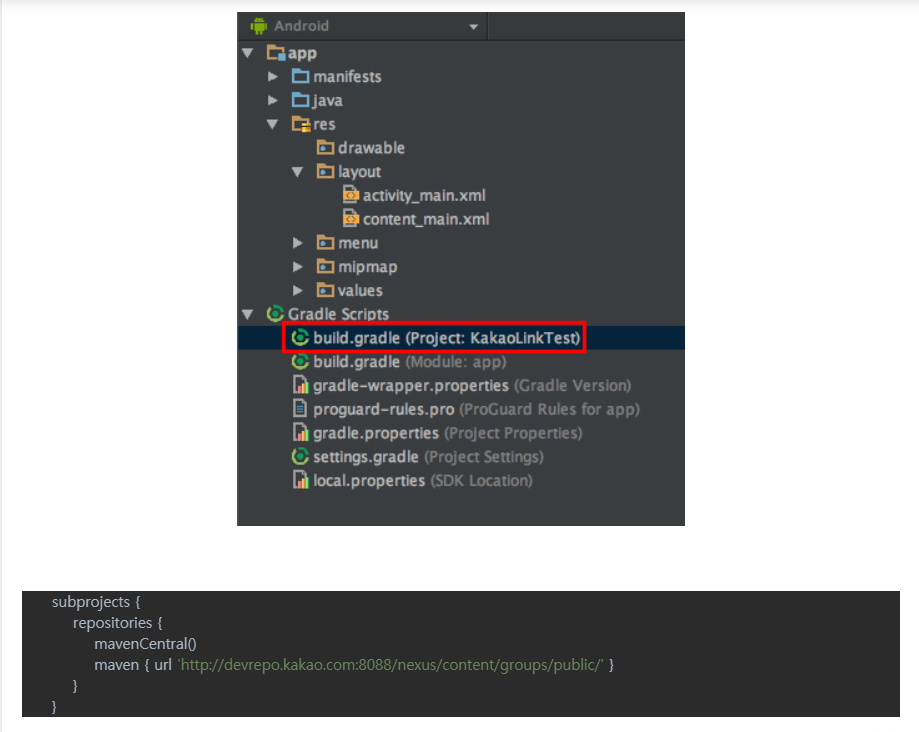 Android
app
manifests
java
res
drawable
layout
activity_main.xml
content_main.xml
menu
mipmap
values
Gradle Scripts
build.gradle (Project: KakaoLinkTest)
build.gradle (Module: app)
gradle-wrapper.properties (Gradle Version)
proguard-rules.pro (ProGuard Rules for app)
gradle.properties (Project Properties)
settings.gradle (Project Settings)
local.properties (SDK Location)
subprojects {
repositories {
mavenCentral()
maven { url 'http://devrepo.kakao.com:8088/nexus/content/groups/public/' }
}
}